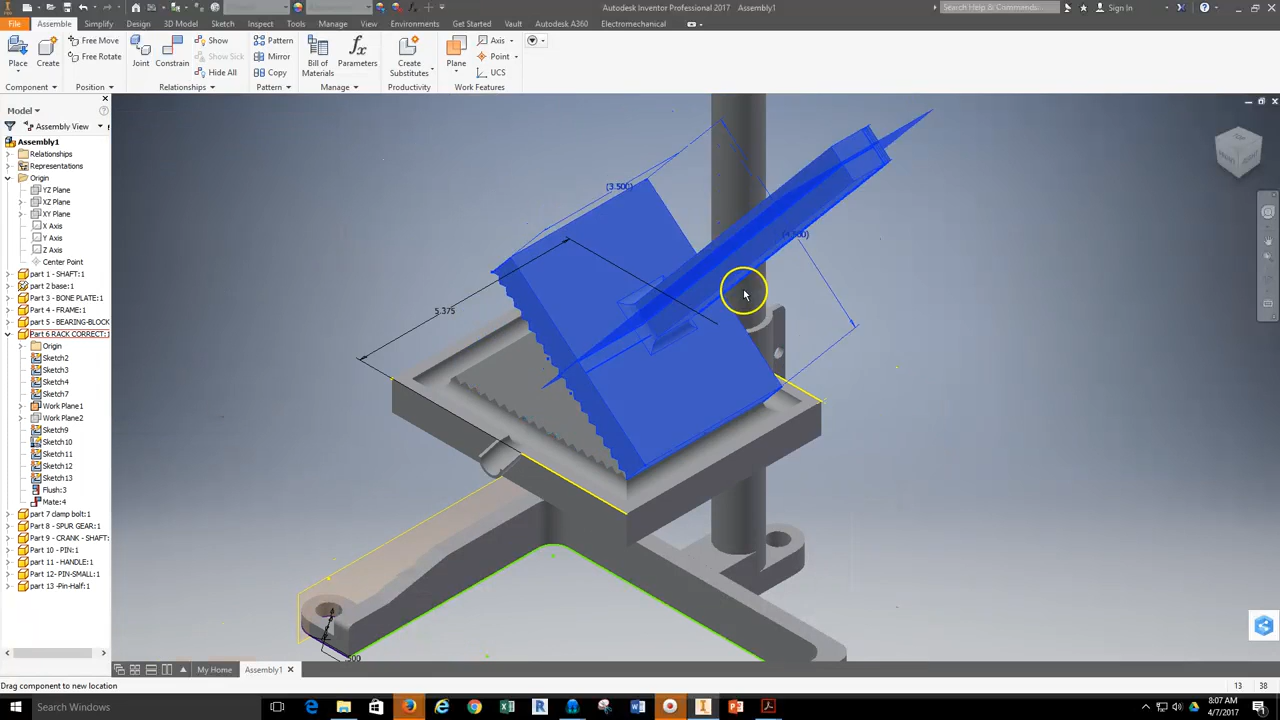 Autodesk Inventor Professional 2017 Assembly1
Search Help & Commands...
Sign In
File Assemble Simplify Design 3D Model Sketch Inspect Tools Manage View Environments Get Started Vault Autodesk A360 Electromechanical
Place
Create
Free Move
Free Rotate
Joint
Constrain
Show
Show Sick
Hide All
Pattern
Mirror
Copy
Bill of Materials
Parameters
Create Substitutes
Plane
Axis
Point
UCS
Component Position Relationships Pattern Manage Productivity Work Features
Model
Assembly View
Assembly1
Relationships
Representations
Origin
YZ Plane
XZ Plane
XY Plane
X Axis
Y Axis
Z Axis
Center Point
part 1 - SHAFT:1
part 2 base:1
Part 3 - BONE PLATE:1
Part 4 - FRAME:1
part 5 - BEARING-BLOCK
Part 6 RACK CORRECT:1
Origin
Sketch2
Sketch3
Sketch4
Sketch7
Work Plane1
Work Plane2
Sketch9
Sketch10
Sketch11
Sketch12
Sketch13
Flush:3
Mate:4
part 7 clamp bolt:1
Part 8 - SPUR GEAR:1
Part 9 - CRANK - SHAFT:
Part 10 - PIN:1
part 11 - HANDLE:1
Part 12- PIN-SMALL:1
part 13 -Pin-Half:1
(3.500)
5.375
My Home Assembly1
Drag component to new location
13 38
Search Windows
8:07 AM
4/7/2017